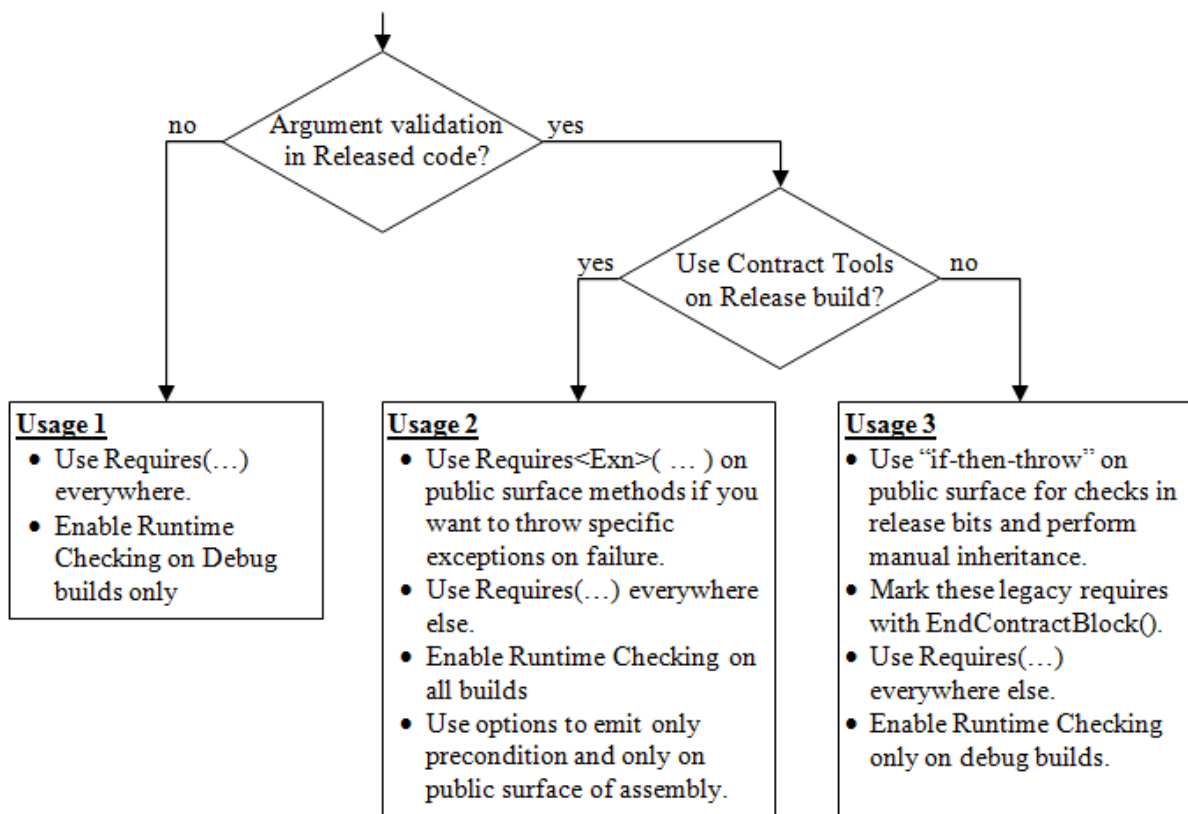 Argument validation
in Released code?
no
yes
Use Contract Tools
on Release build?
yes
no
Usage 1
• Use Requires(…)
everywhere.
• Enable Runtime
Checking on Debug
builds only
Usage 2
• Use Requires<Exn>( … ) on
public surface methods if you
want to throw specific
exceptions on failure.
• Use Requires(…) everywhere
else.
• Enable Runtime Checking on
all builds
• Use options to emit only
precondition and only on
public surface of assembly.
Usage 3
• Use “if-then-throw” on
public surface for checks in
release bits and perform
manual inheritance.
• Mark these legacy requires
with EndContractBlock().
• Use Requires(…)
everywhere else.
• Enable Runtime Checking
only on debug builds.